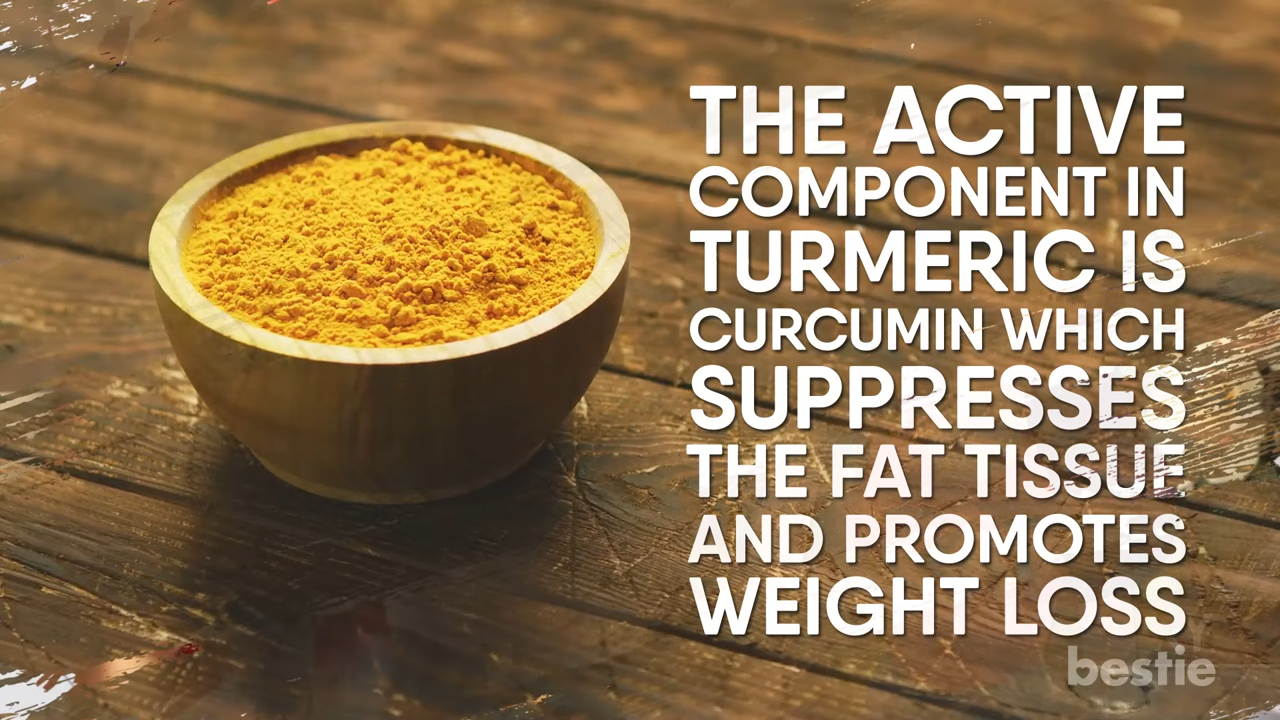 THE ACTIVE
COMPONENT IN
TURMERIC IS
CURCUMIN WHICH
SUPPRESSES
THE FAT TISSUE
AND PROMOTES
WEIGHT LOSS
bestie